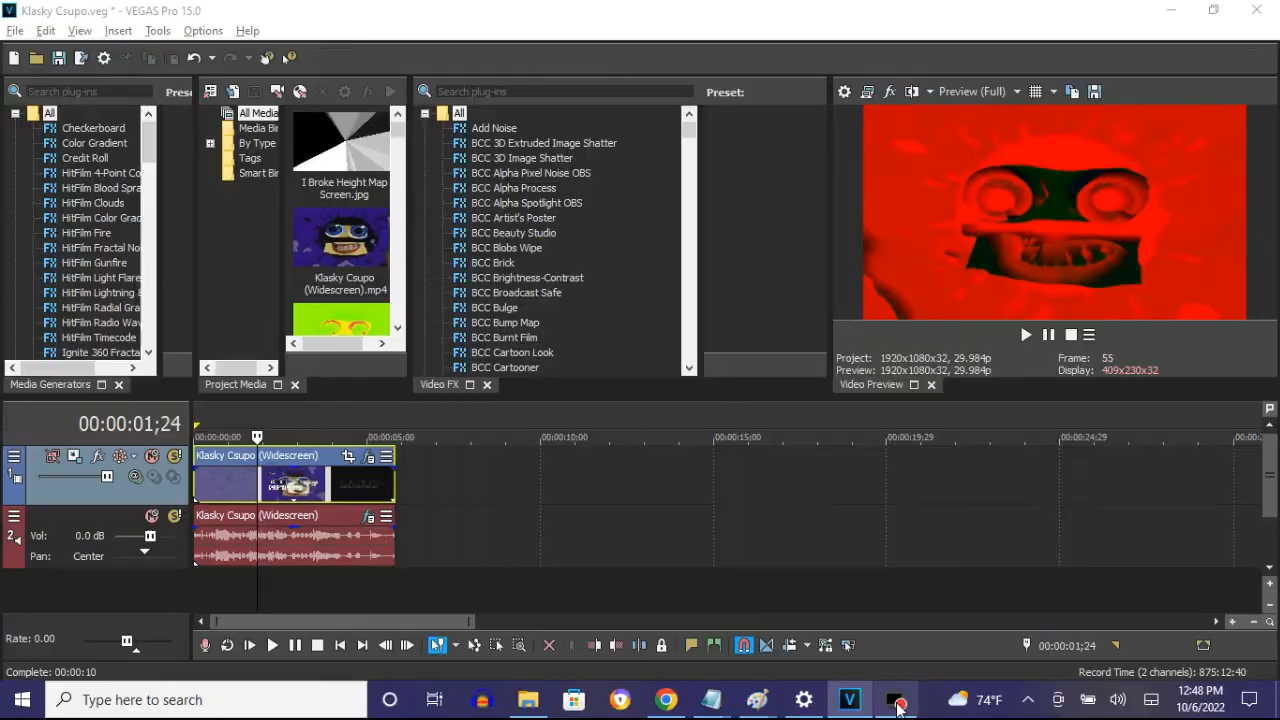 Klasky Csupo.veg * - VEGAS Pro 15.0
File Edit View Insert Tools Options Help
Search plug-ins
Prese
Search plug-ins
Preset:
Preview (Full)
All
Checkerboard
Color Gradient
Credit Roll
HitFilm 4-Point Co
HitFilm Blood Spra
HitFilm Clouds
HitFilm Color Grad
HitFilm Fire
HitFilm Fractal No
HitFilm Gunfire
HitFilm Light Flare
HitFilm Lightning
HitFilm Radial Gra
HitFilm Radio Wav
HitFilm Timecode
Ignite 360 Fracta
All Media
Media Bin
By Type
Tags
Smart Bin
I Broke Height Map
Screen.jpg
Klasky Csupo
(Widescreen).mp4
All
Add Noise
BCC 3D Extruded Image Shatter
BCC 3D Image Shatter
BCC Alpha Pixel Noise OBS
BCC Alpha Process
BCC Alpha Spotlight OBS
BCC Artist's Poster
BCC Beauty Studio
BCC Blobs Wipe
BCC Brick
BCC Brightness-Contrast
BCC Broadcast Safe
BCC Bulge
BCC Bump Map
BCC Burnt Film
BCC Cartoon Look
BCC Cartooner
Project: 1920x1080x32, 29.984p Frame: 55
Preview: 1920x1080x32, 29.984p Display: 409x230x32
Media Generators
Project Media
Video FX
Video Preview
00:00:01;24
00:00:00;00 00:00:05;00 00:00:10;00 00:00:15;00 00:00:19;29 00:00:24;29 00:00:2
Klasky Csupo (Widescreen)
Klasky Csupo (Widescreen)
2
Vol: 0.0 dB
Pan: Center
Rate: 0.00
00:00:01;24
Complete: 00:00:10
Record Time (2 channels): 875:12:40
Type here to search
74°F
12:48 PM
10/6/2022